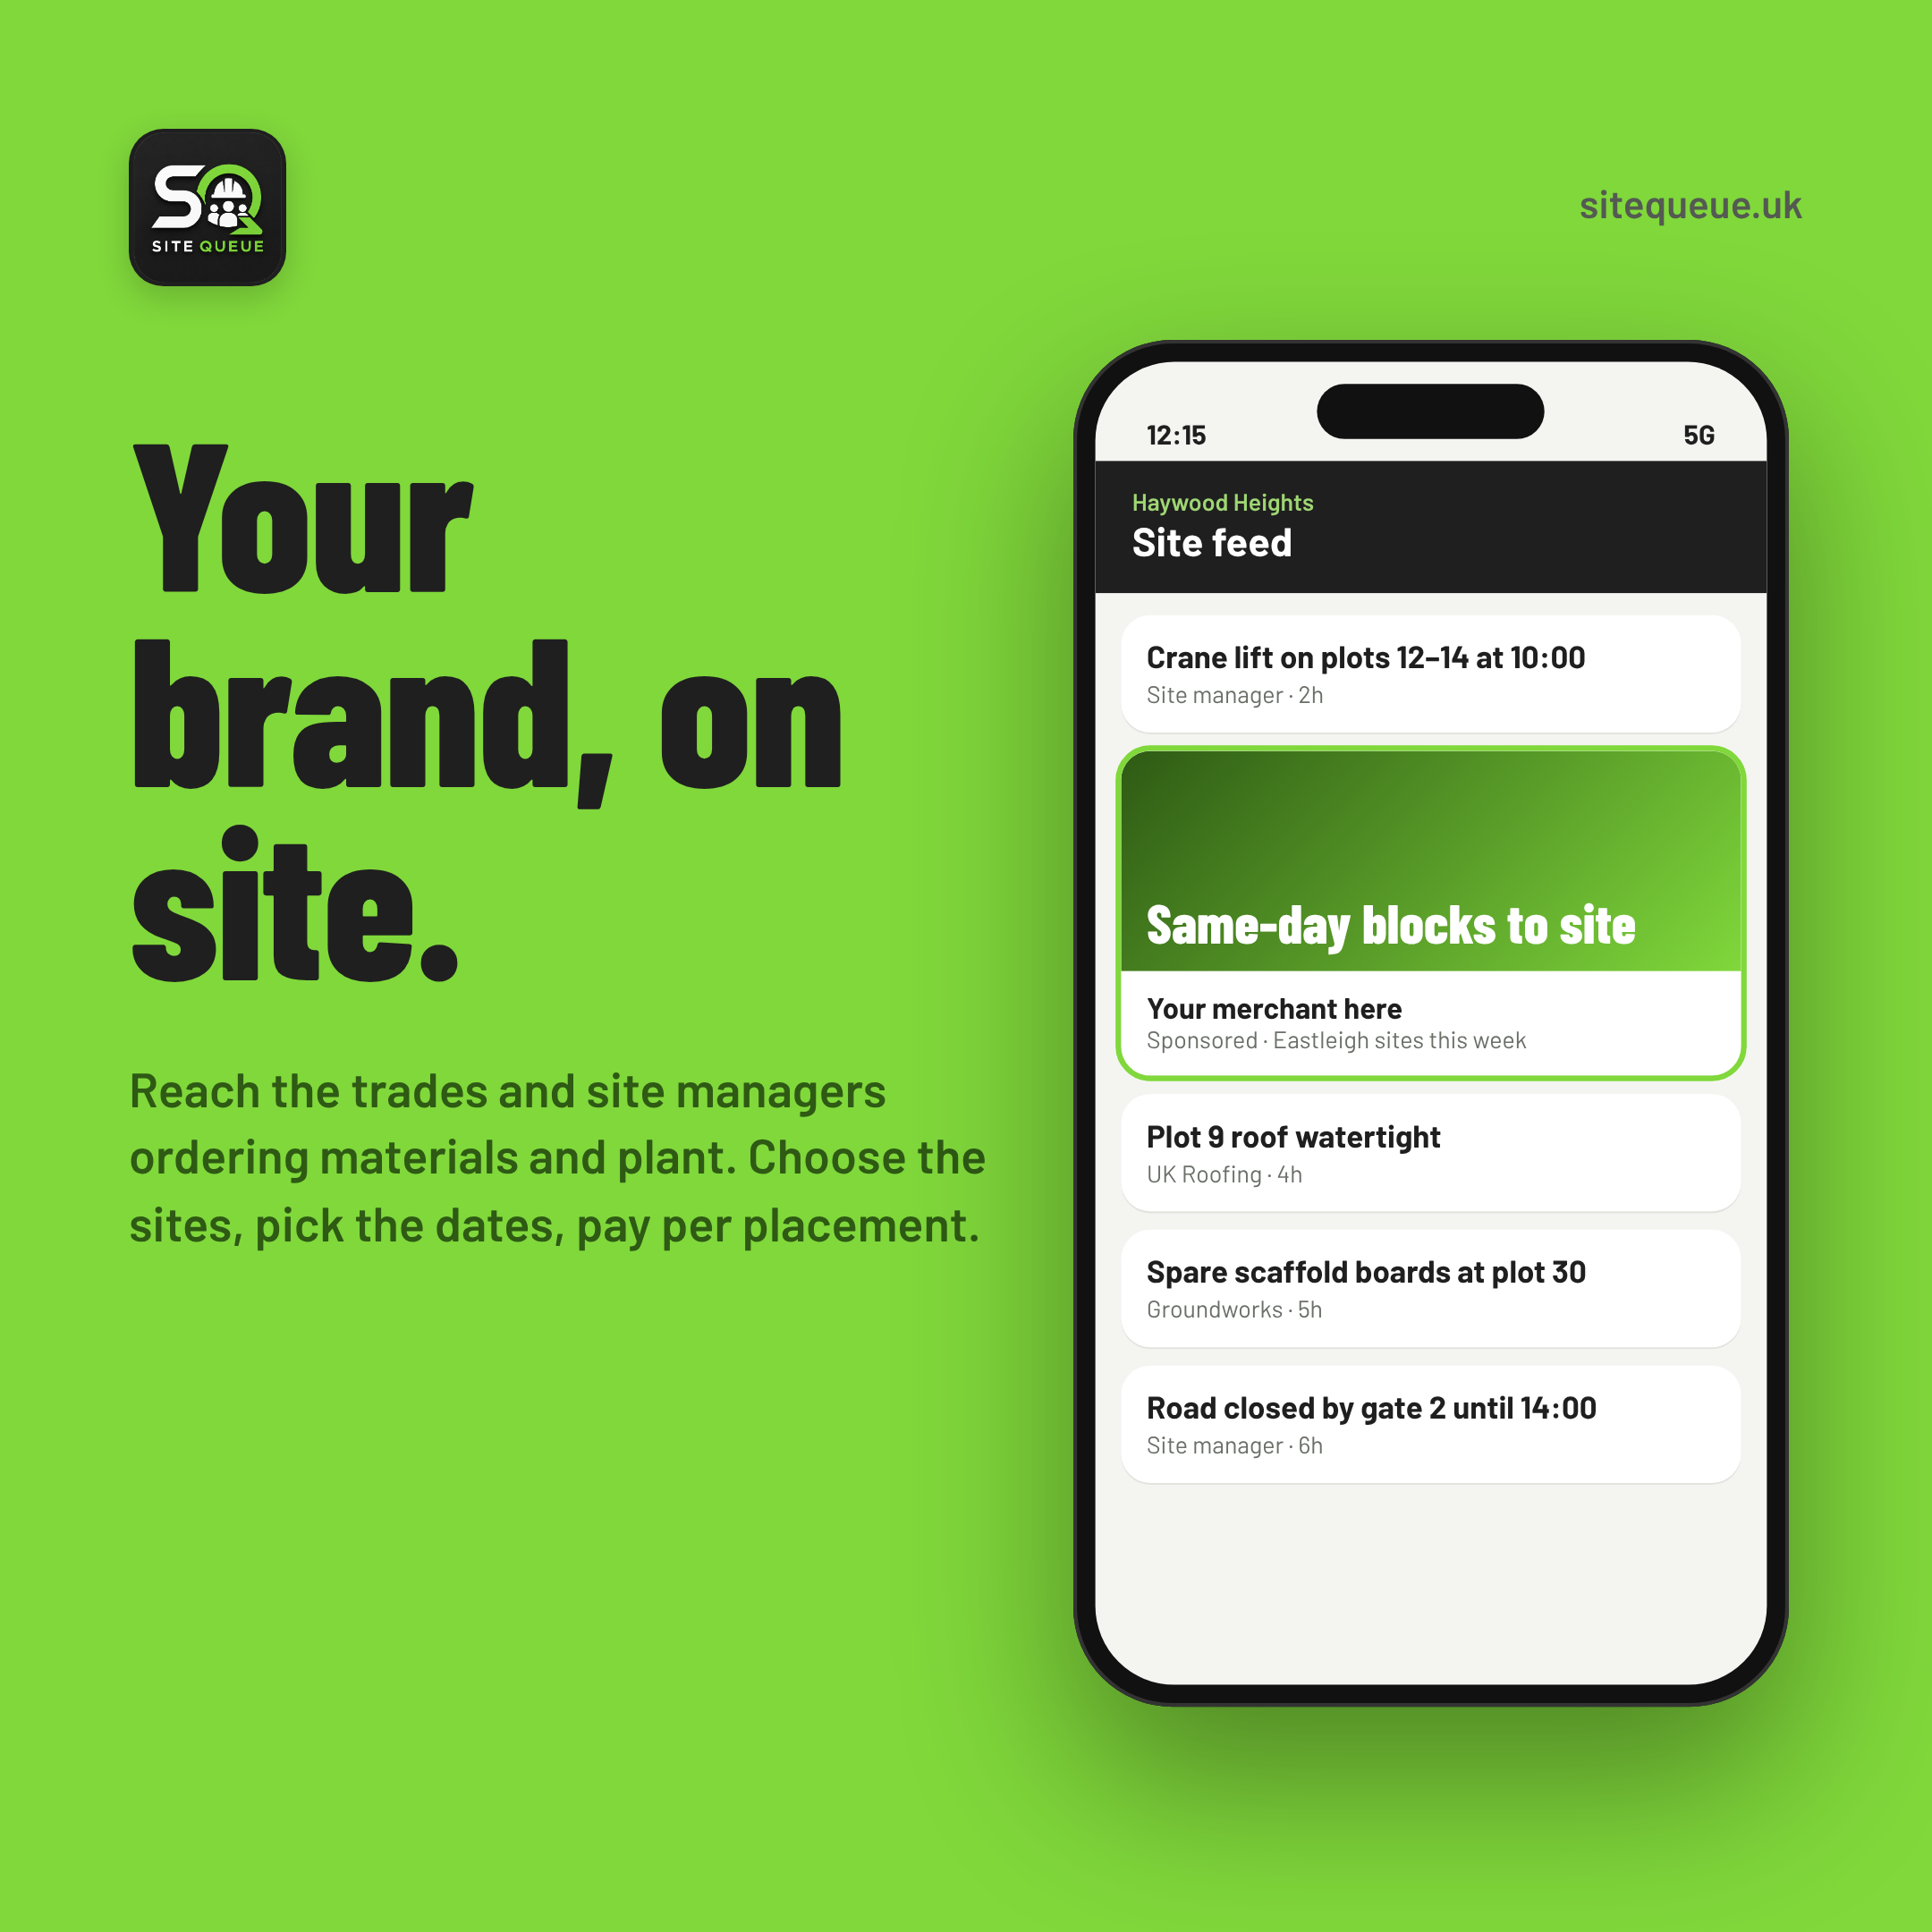 SQ
SITE QUEUE
sitequeue.uk
Your
brand, on
site.
Reach the trades and site managers
ordering materials and plant. Choose the
sites, pick the dates, pay per placement.
12:15
5G
Haywood Heights
Site feed
Crane lift on plots 12–14 at 10:00
Site manager · 2h
Same-day blocks to site
Your merchant here
Sponsored · Eastleigh sites this week
Plot 9 roof watertight
UK Roofing · 4h
Spare scaffold boards at plot 30
Groundworks · 5h
Road closed by gate 2 until 14:00
Site manager · 6h